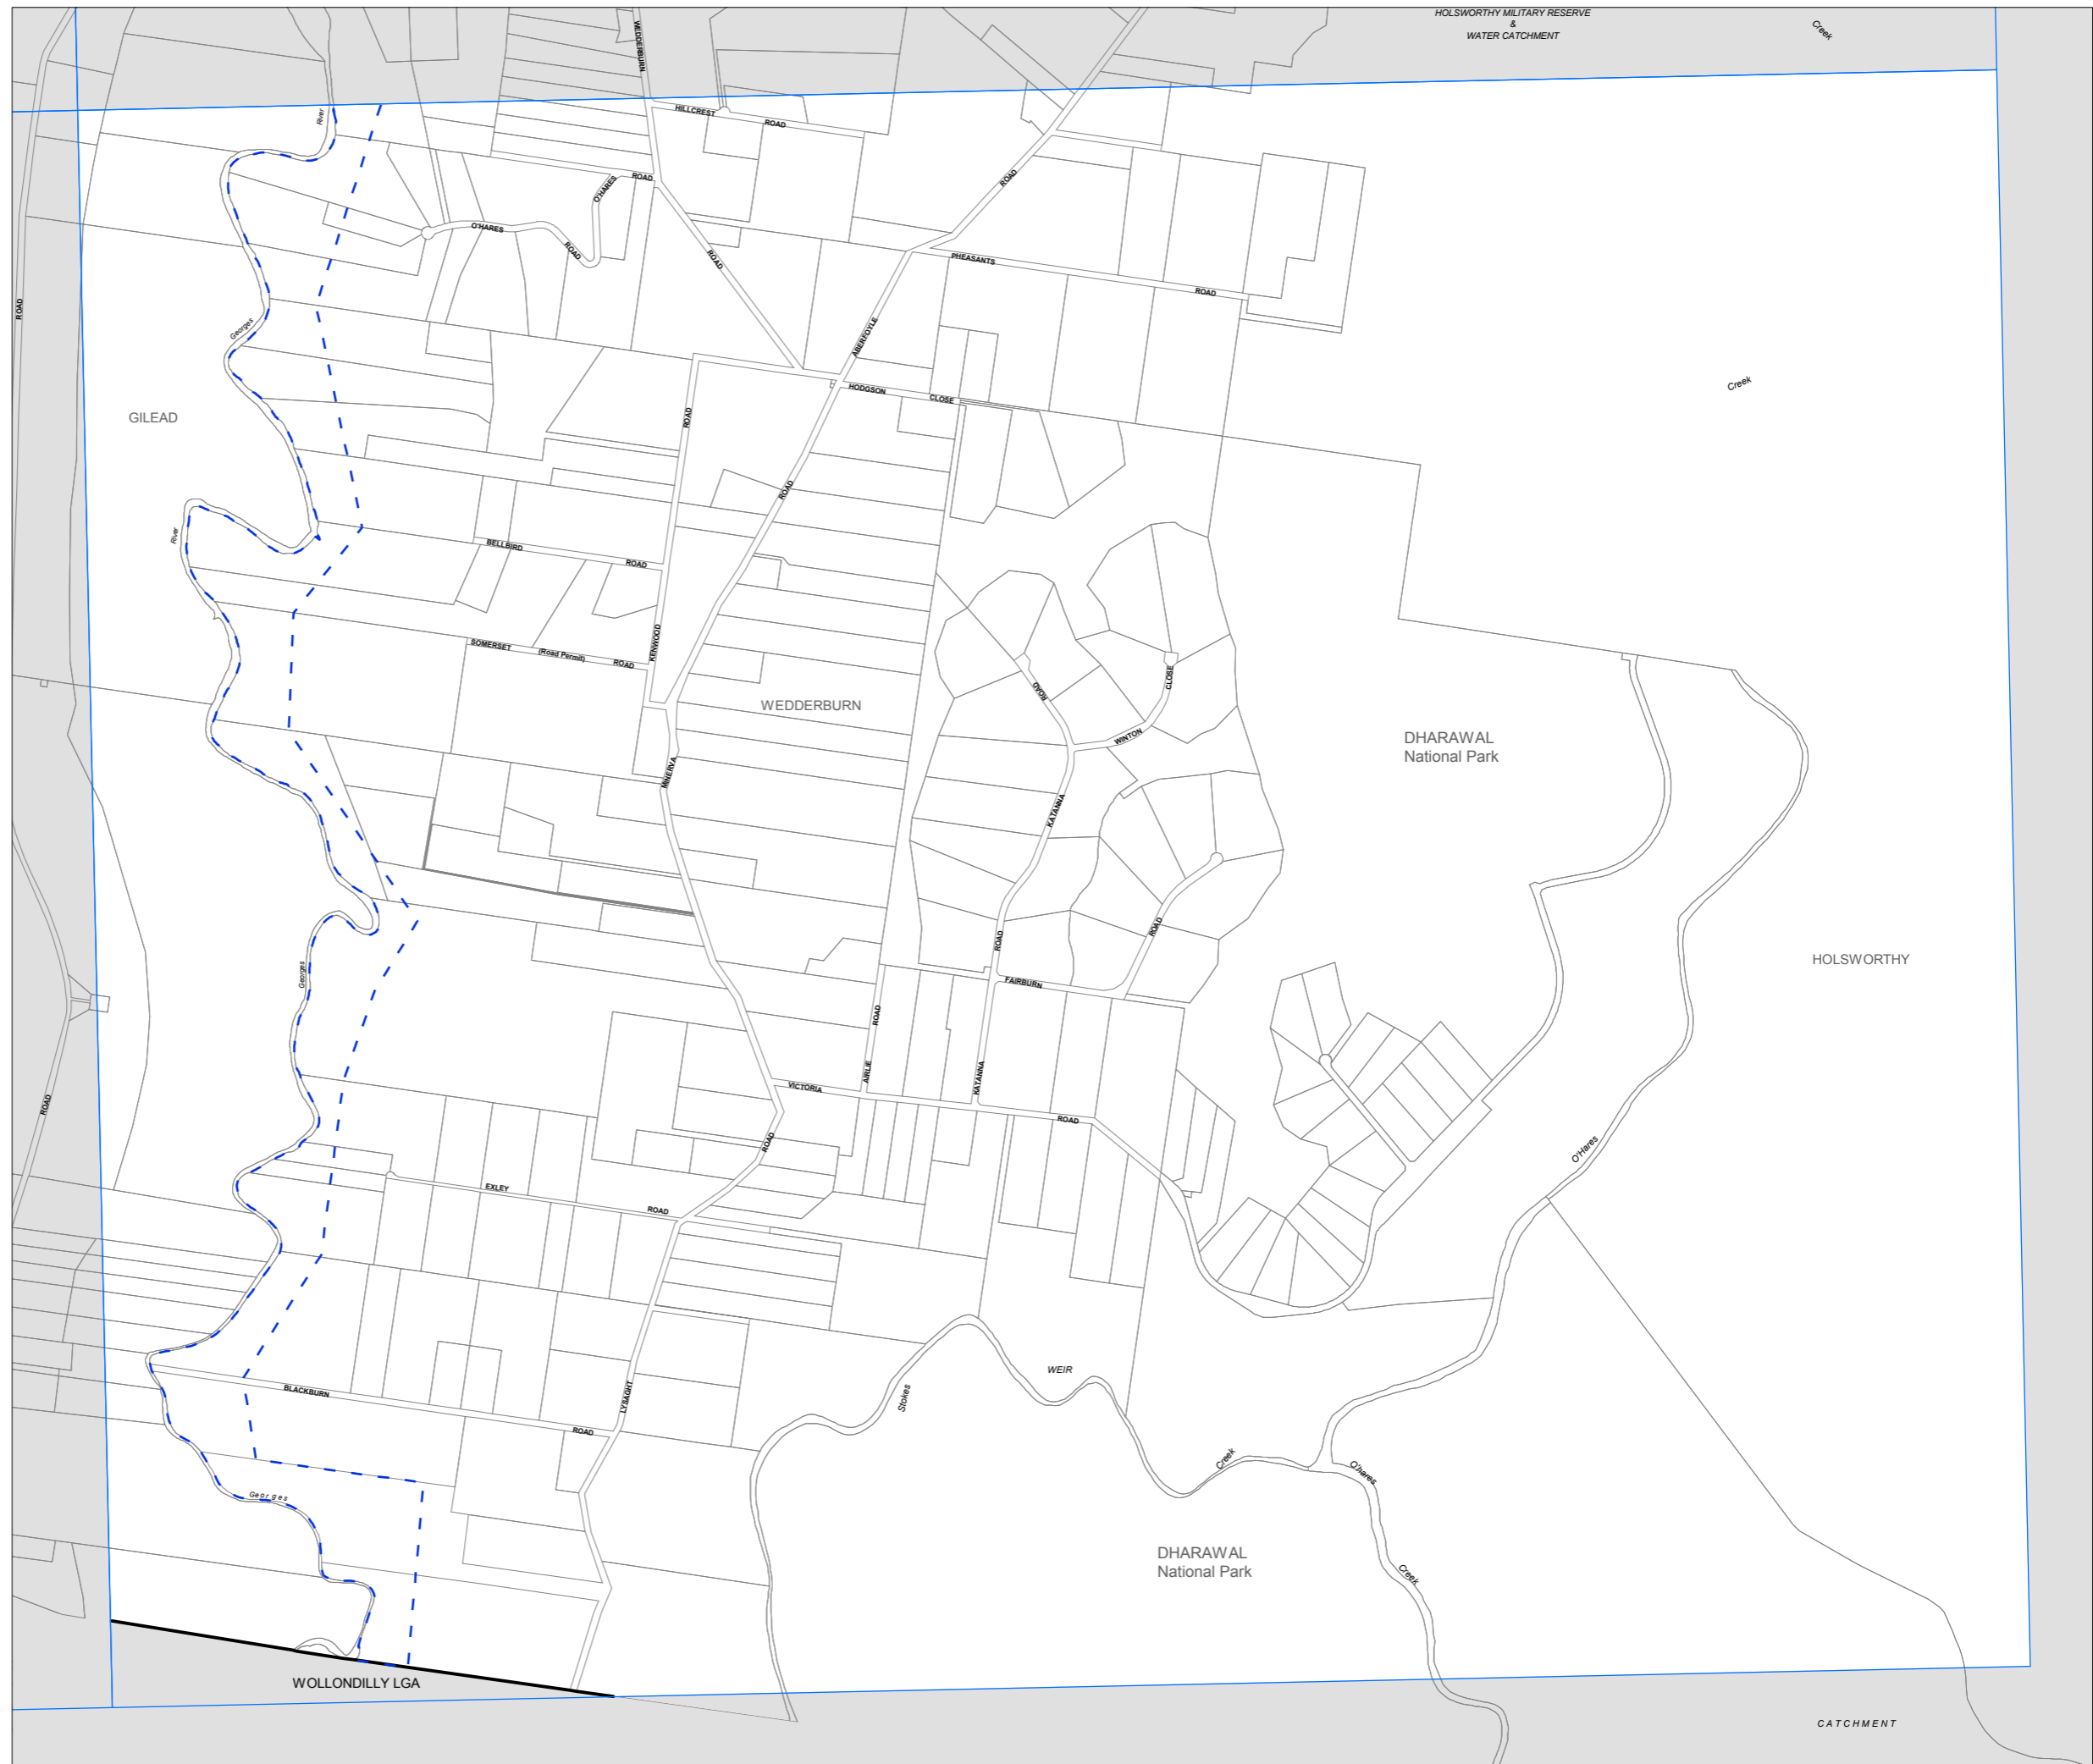 HOLSWORTHY MILITARY RESERVE
&
WATER CATCHMENT
Creek
WEDDERBURN
HILLCREST
ROAD
River
ROAD
O'HARES
ROAD
O'HARES
ROAD
ROAD
PHEASANTS
ROAD
ROAD
Georges
ABERFOYLE
HODGSON
CLOSE
Creek
GILEAD
ROAD
ROAD
River
BELLBIRD
ROAD
SOMERSET
(Road Permit)
ROAD
KENWOOD
WEDDERBURN
ROAD
CLOSE
WINTON
DHARAWAL
National Park
MINERVA
KATANNA
ROAD
ROAD
HOLSWORTHY
Georges
FAIRBURN
ROAD
AIRLIE
KATANNA
VICTORIA
ROAD
ROAD
ROAD
O'Hares
EXLEY
ROAD
WEIR
Stokes
BLACKBURN
ROAD
LYSAGHT
Creek
O'hares
Georges
DHARAWAL
National Park
Creek
WOLLONDILLY LGA
CATCHMENT